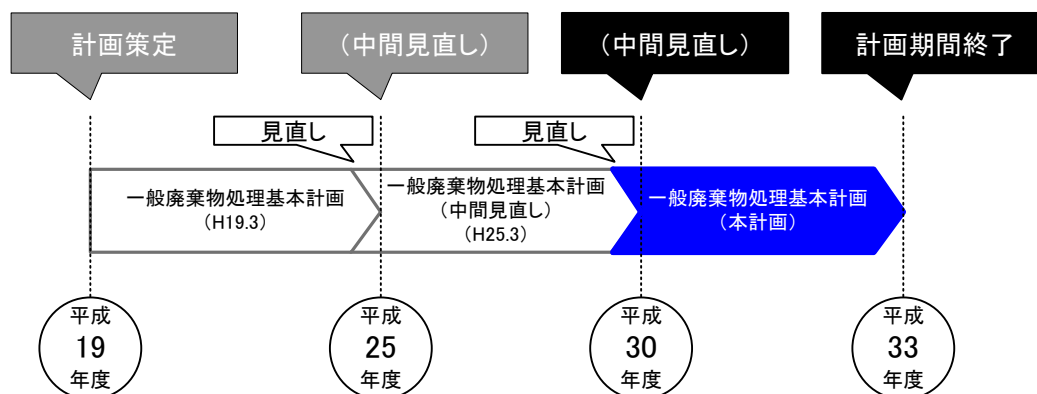 計画策定
(中間見直し)
(中間見直し)
計画期間終了
見直し
見直し
一般廃棄物処理基本計画
(H19.3)
一般廃棄物処理基本計画
(中間見直し)
(H25.3)
一般廃棄物処理基本計画
(本計画)
平成
19
年度
平成
25
年度
平成
30
年度
平成
33
年度